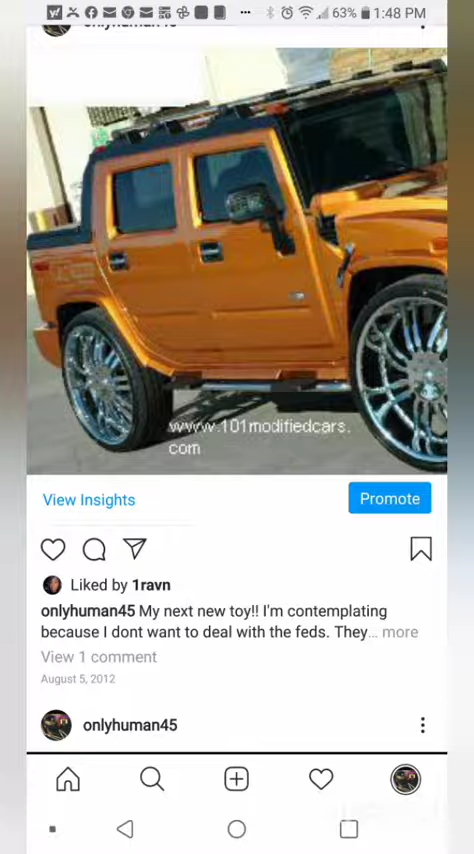 63% 1:48 PM
www.101modifiedcars.
com
View Insights
Promote
Liked by 1ravn
onlyhuman45 My next new toy!! I'm contemplating
because I dont want to deal with the feds. They... more
View 1 comment
August 5, 2012
onlyhuman45